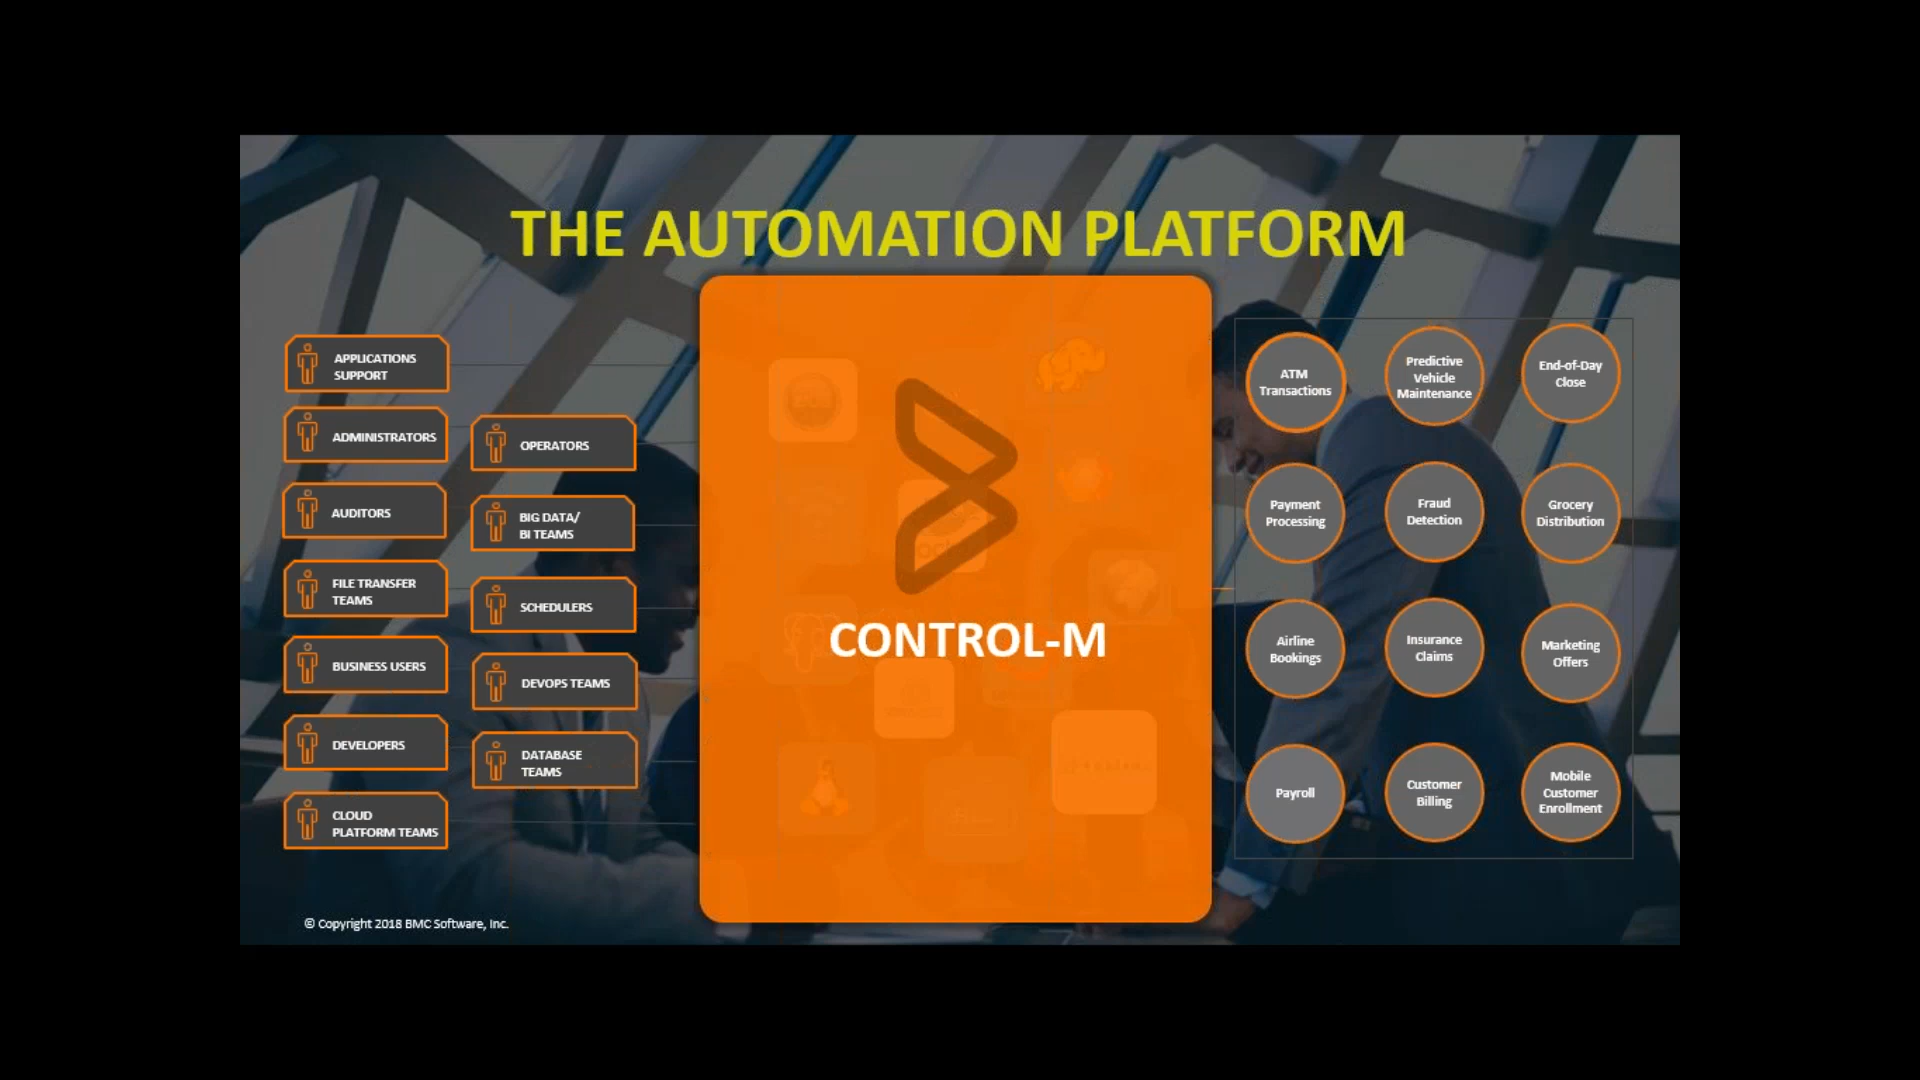 THE AUTOMATION PLATFORM
APPLICATIONS
SUPPORT
ADMINISTRATORS
AUDITORS
FILE TRANSFER
TEAMS
BUSINESS USERS
DEVELOPERS
CLOUD
PLATFORM TEAMS
OPERATORS
BIG DATA/
BI TEAMS
SCHEDULERS
DEVOPS TEAMS
DATABASE
TEAMS
CONTROL-M
ATM
Transactions
Predictive
Vehicle
Maintenance
End-of-Day
Close
Payment
Processing
Fraud
Detection
Grocery
Distribution
Airline
Bookings
Insurance
Claims
Marketing
Offers
Payroll
Customer
Billing
Mobile
Customer
Enrollment
© Copyright 2018 BMC Software, Inc.